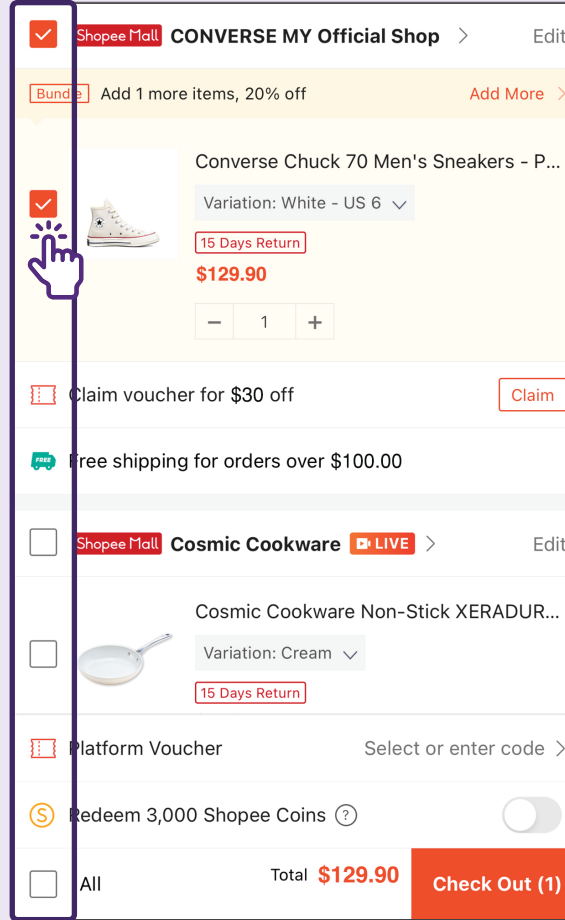 Shopee Mall CONVERSE MY Official Shop Edit
Bundle Add 1 more items, 20% off Add More
Converse Chuck 70 Men's Sneakers - P...
Variation: White - US 6
15 Days Return
$129.90
− 1 +
Claim voucher for $30 off Claim
FREE Free shipping for orders over $100.00
Shopee Mall Cosmic Cookware LIVE Edit
Cosmic Cookware Non-Stick XERADUR...
Variation: Cream
15 Days Return
Platform Voucher Select or enter code
S Redeem 3,000 Shopee Coins ?
All Total $129.90 Check Out (1)